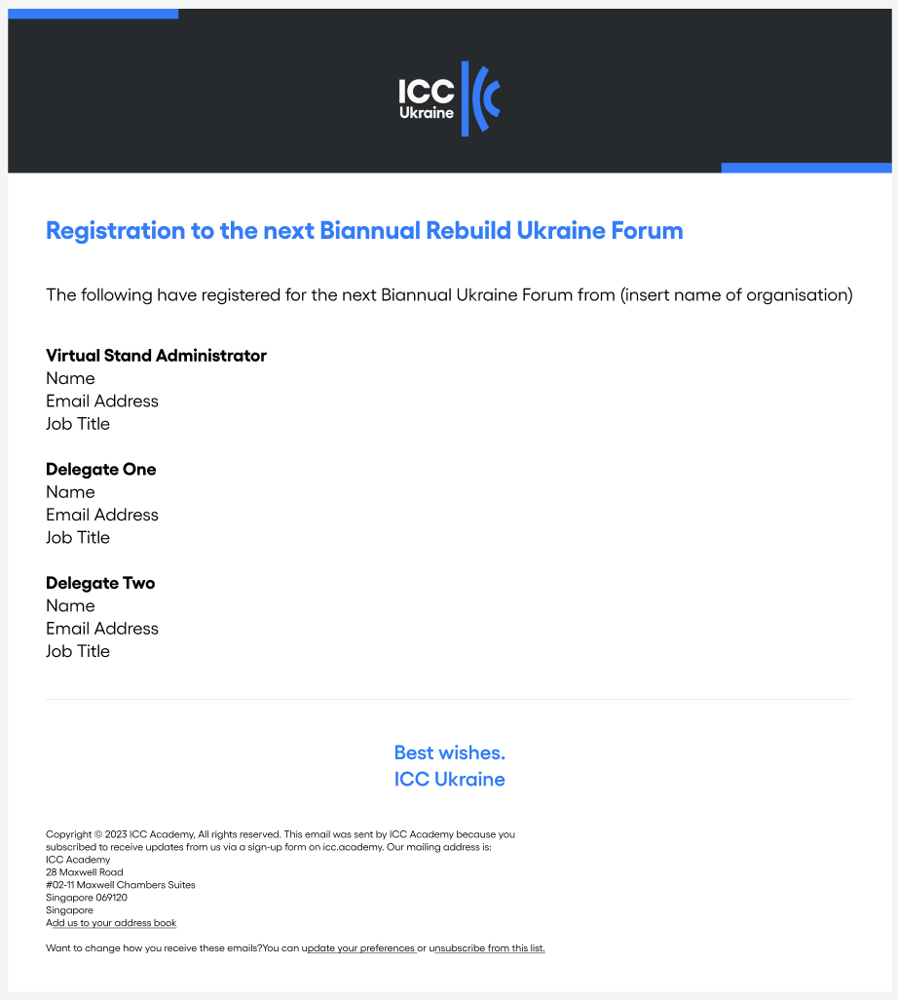 ICC
Ukraine
Registration to the next Biannual Rebuild Ukraine Forum
The following have registered for the next Biannual Ukraine Forum from (insert name of organisation)
Virtual Stand Administrator
Name
Email Address
Job Title
Delegate One
Name
Email Address
Job Title
Delegate Two
Name
Email Address
Job Title
Best wishes.
ICC Ukraine
Copyright © 2023 ICC Academy, All rights reserved. This email was sent by ICC Academy because you
subscribed to receive updates from us via a sign-up form on icc.academy. Our mailing address is:
ICC Academy
28 Maxwell Road
#02-11 Maxwell Chambers Suites
Singapore 069120
Singapore
Add us to your address book
Want to change how you receive these emails?You can update your preferences or unsubscribe from this list.